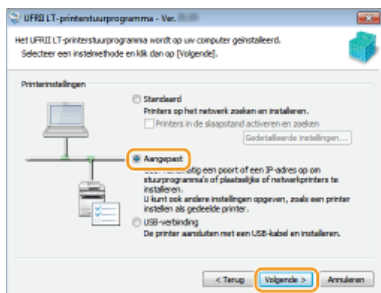 UFRII LT-printerstuurprogramma - Ver.
Het UFRII LT-printerstuurprogramma wordt op uw computer geïnstalleerd.
Selecteer een instelmethode en klik dan op [Volgende].
Printerinstellingen
Standaard
Printers op het netwerk zoeken en installeren.
Printers in de slaapstand activeren en zoeken
Gedetailleerde instellingen...
Aangepast
een poort of een IP-adres op om
stuurprogramma's of plaatselijke of netwerkprinters te
installeren.
U kunt ook andere instellingen opgeven, zoals een printer
instellen als gedeelde printer.
USB-verbinding
De printer aansluiten met een USB-kabel en installeren.
< Terug Volgende > Annuleren